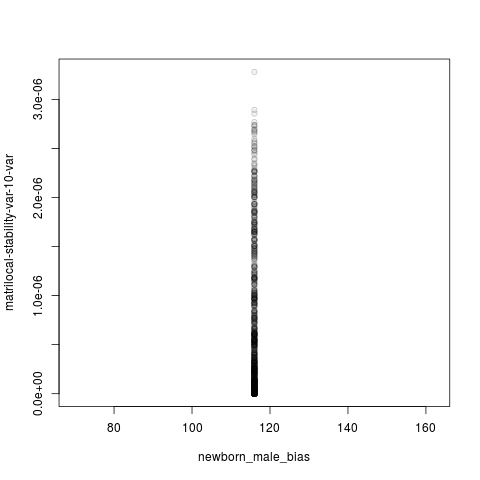 matrilocal-stability-var-10-var
3.0e-06
2.0e-06
1.0e-06
0.0e+00
80
100
120
140
160
newborn_male_bias